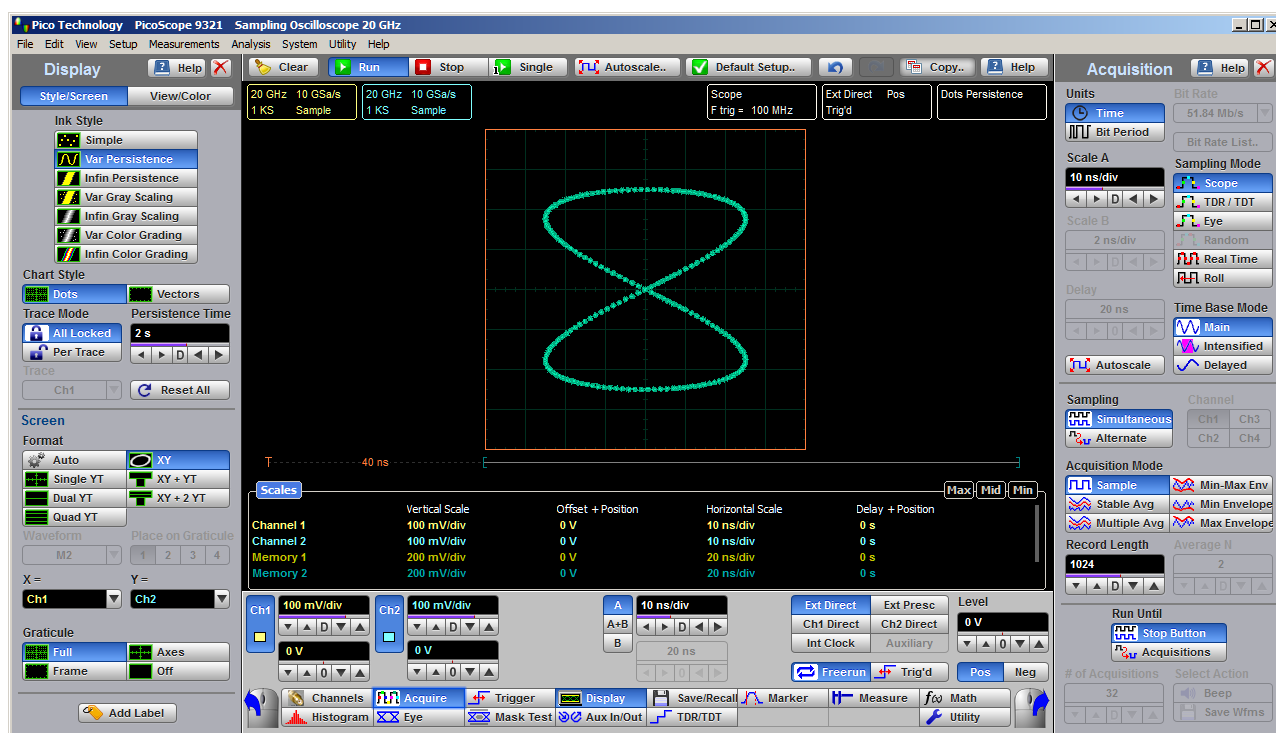 Pico Technology PicoScope 9321 Sampling Oscilloscope 20 GHz
File Edit View Setup Measurements Analysis System Utility Help
Display Help
Style/Screen View/Color
Ink Style
Simple
Var Persistence
Infin Persistence
Var Gray Scaling
Infin Gray Scaling
Var Color Grading
Infin Color Grading
Chart Style
Dots Vectors
Trace Mode Persistence Time
All Locked 2 s
Per Trace D
Trace
Ch1 Reset All
Screen
Format
Auto XY
Single YT XY + YT
Dual YT XY + 2 YT
Quad YT
Waveform Place on Graticule
M2 1 2 3 4
X = Y =
Ch1 Ch2
Graticule
Full Axes
Frame Off
Add Label
Clear Run Stop 1 Single Autoscale.. Default Setup.. Copy.. Help
20 GHz 10 GSa/s
1 KS Sample
20 GHz 10 GSa/s
1 KS Sample
Scope
F trig = 100 MHz
Ext Direct Pos
Trig'd
Dots Persistence
T 40 ns
Scales Max Mid Min
Vertical Scale Offset + Position Horizontal Scale Delay + Position
Channel 1 100 mV/div 0 V 10 ns/div 0 s
Channel 2 100 mV/div 0 V 10 ns/div 0 s
Memory 1 200 mV/div 0 V 20 ns/div 0 s
Memory 2 200 mV/div 0 V 20 ns/div 0 s
Ch1 100 mV/div Ch2 100 mV/div A 10 ns/div Ext Direct Ext Presc Level
D D A+B D Ch1 Direct Ch2 Direct 0 V
0 V 0 V B 20 ns Int Clock Auxiliary 0
0 0 0 Freerun Trig'd Pos Neg
Channels Acquire Trigger Display Save/Recall Marker Measure f(x) Math
Histogram Eye Mask Test Aux In/Out TDR/TDT Utility
Acquisition Help
Units Bit Rate
Time 51.84 Mb/s
Bit Period Bit Rate List..
Scale A Sampling Mode
10 ns/div Scope
D TDR / TDT
Scale B Eye
2 ns/div Random
D Real Time
Roll
Delay
20 ns Time Base Mode
0 Main
Intensified
Autoscale Delayed
Sampling Channel
Simultaneous Ch1 Ch3
Alternate Ch2 Ch4
Acquisition Mode
Sample Min-Max Env
Stable Avg Min Envelope
Multiple Avg Max Envelope
Record Length Average N
1024 2
D D
Run Until
Stop Button
Acquisitions
# of Acquisitions Select Action
32 Beep
D Save Wfms